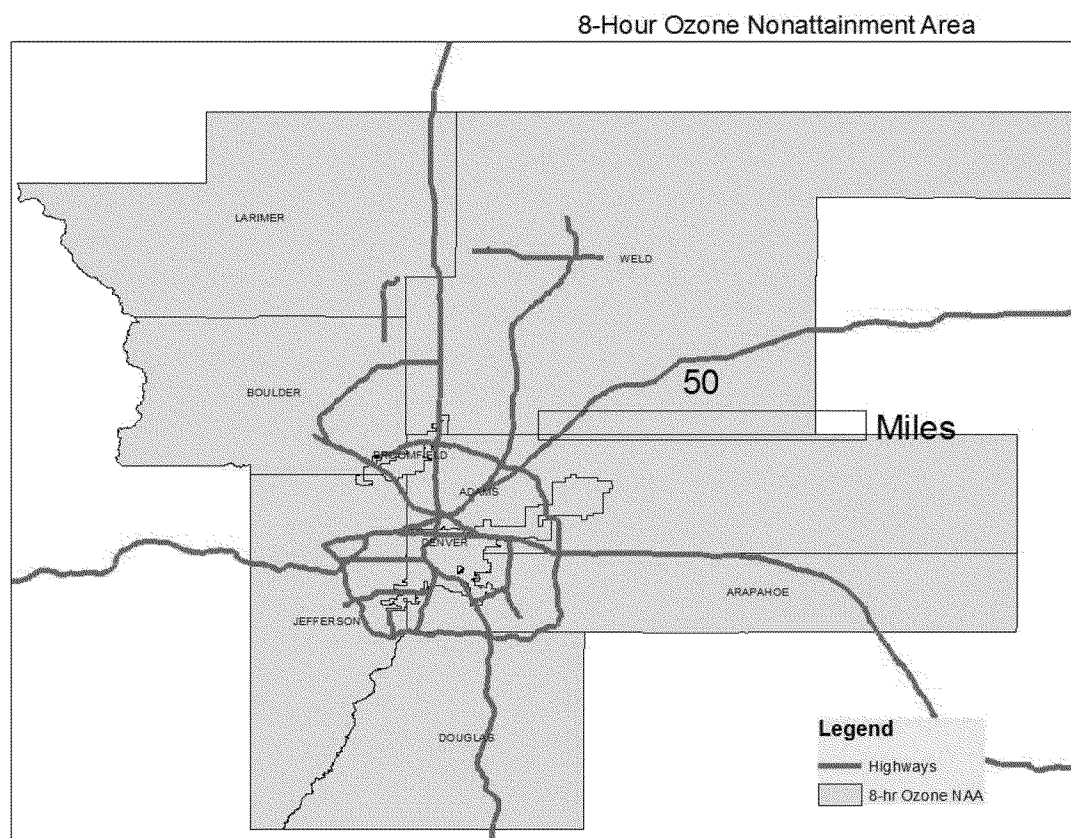 8-Hour Ozone Nonattainment Area
LARIMER
WELD
50
BOULDER
Miles
BROOMFIELD
ADAMS
DENVER
ARAPAHOE
JEFFERSON
Legend
DOUGLAS
Highways
8-hr Ozone NAA